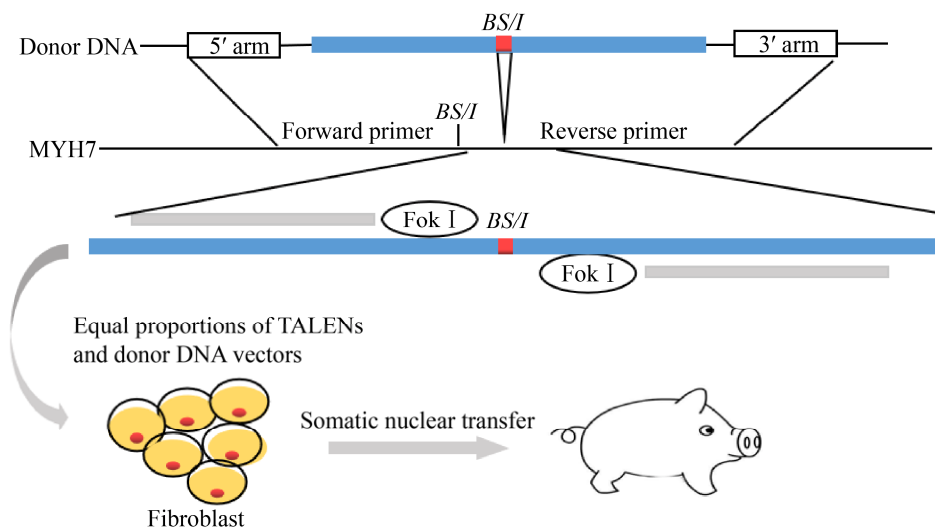 BS/I
Donor DNA
5′ arm
3′ arm
BS/I
Forward primer
Reverse primer
MYH7
Fok Ⅰ
BS/I
Fok Ⅰ
Equal proportions of TALENs
and donor DNA vectors
Somatic nuclear transfer
Fibroblast